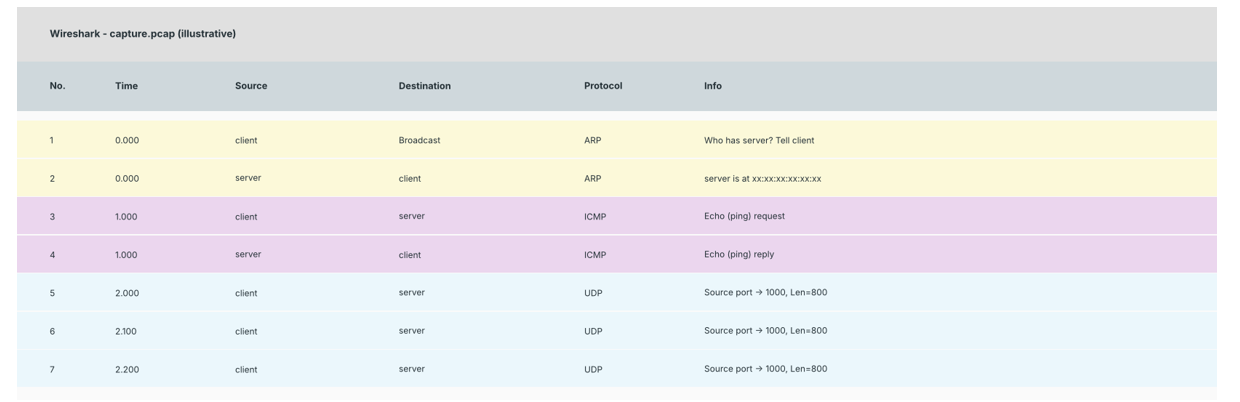 Wireshark - capture.pcap (illustrative)
No. Time Source Destination Protocol Info
1 0.000 client Broadcast ARP Who has server? Tell client
2 0.000 server client ARP server is at xx:xx:xx:xx:xx:xx
3 1.000 client server ICMP Echo (ping) request
4 1.000 server client ICMP Echo (ping) reply
5 2.000 client server UDP Source port → 1000, Len=800
6 2.100 client server UDP Source port → 1000, Len=800
7 2.200 client server UDP Source port → 1000, Len=800